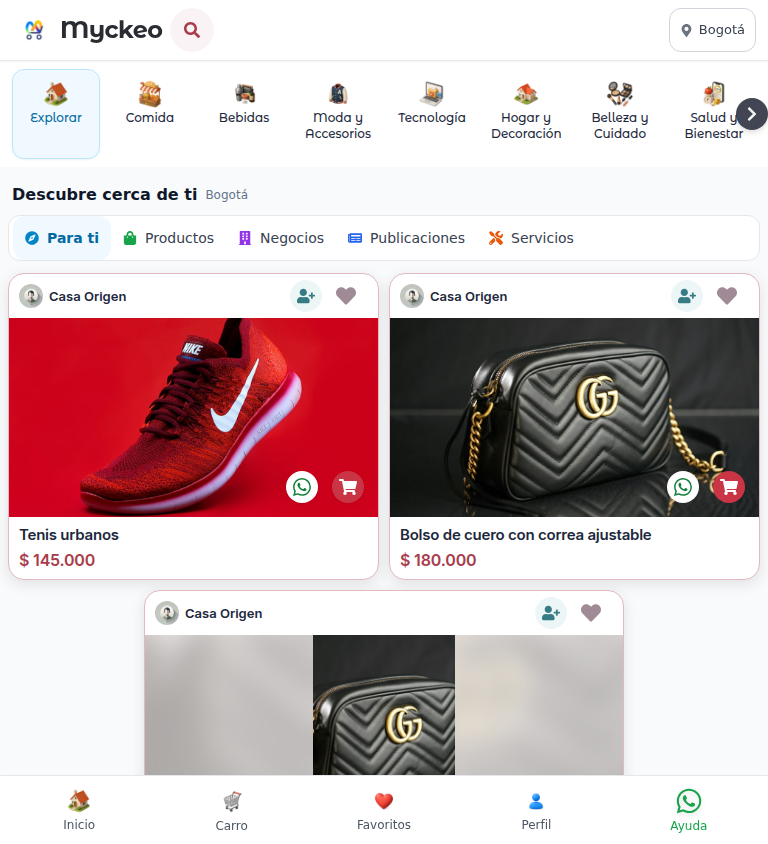 Myckeo
Bogotá
Explorar
Comida
Bebidas
Moda y
Accesorios
Tecnología
Hogar y
Decoración
Belleza y
Cuidado
Salud y
Bienestar
Descubre cerca de ti Bogotá
Para ti
Productos
Negocios
Publicaciones
Servicios
Casa Origen
NIKE
Tenis urbanos
$ 145.000
Casa Origen
GG
Bolso de cuero con correa ajustable
$ 180.000
Casa Origen
GG
Inicio
Carro
Favoritos
Perfil
Ayuda